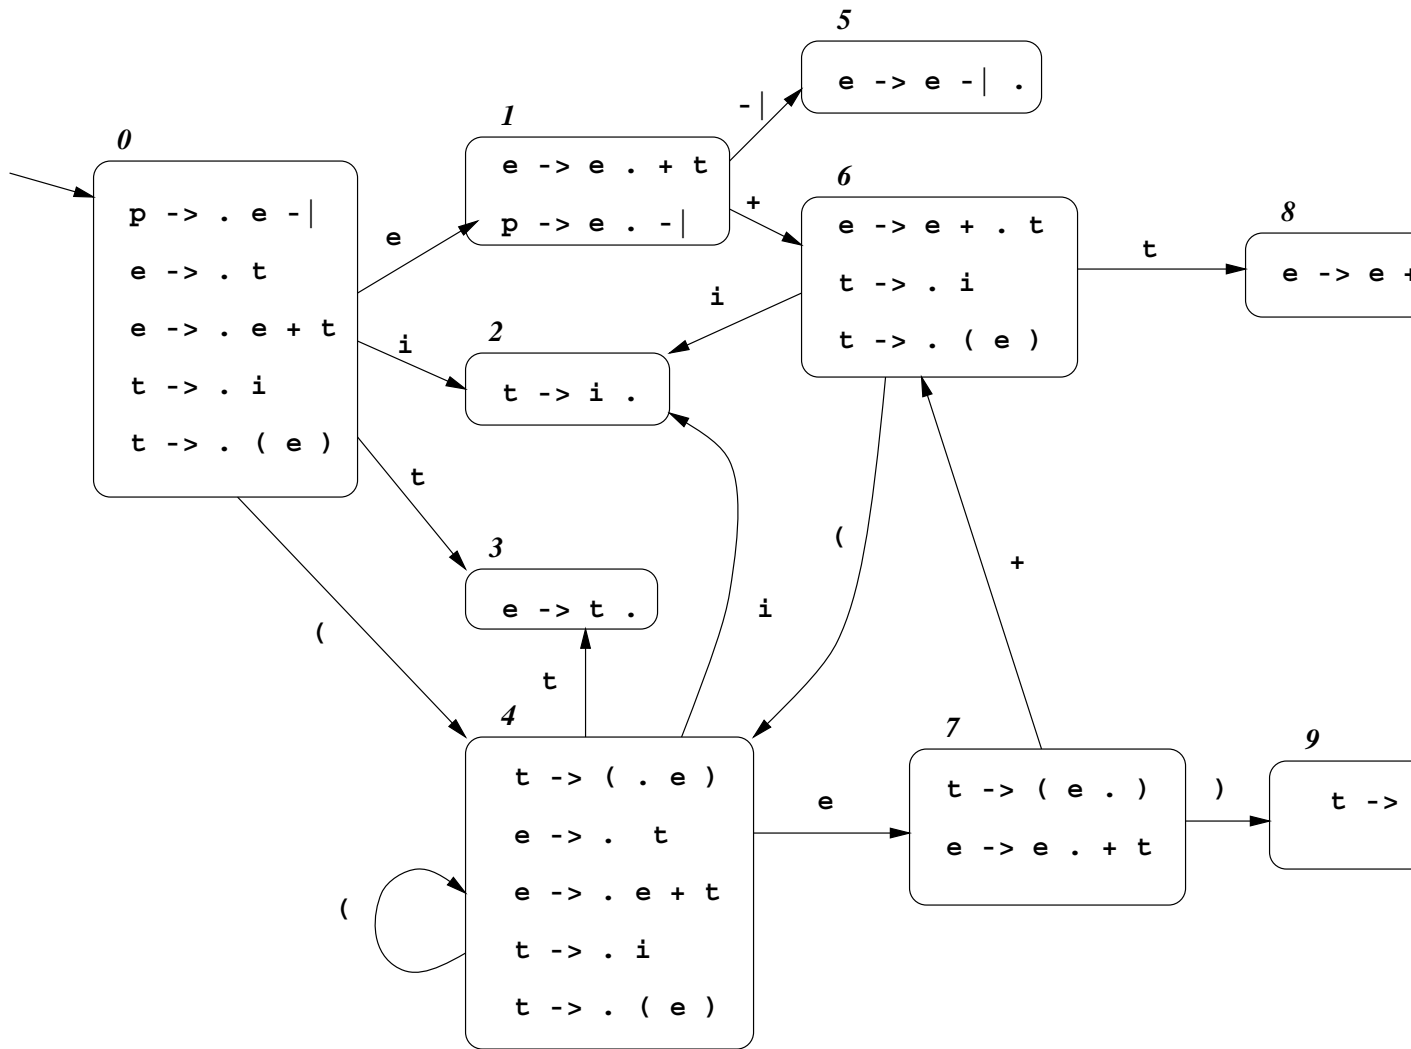 0
p -> . e -|
e -> . t
e -> . e + t
t -> . i
t -> . ( e )
e
i
t
(
1
e -> e . + t
p -> e . -|
-|
+
5
e -> e -| .
2
t -> i .
i
6
e -> e + . t
t -> . i
t -> . ( e )
t
8
e -> e +
3
e -> t .
t
i
(
+
4
t -> ( . e )
e -> .  t
e -> . e + t
t -> . i
t -> . ( e )
(
e
7
t -> ( e . )
e -> e . + t
)
9
t ->